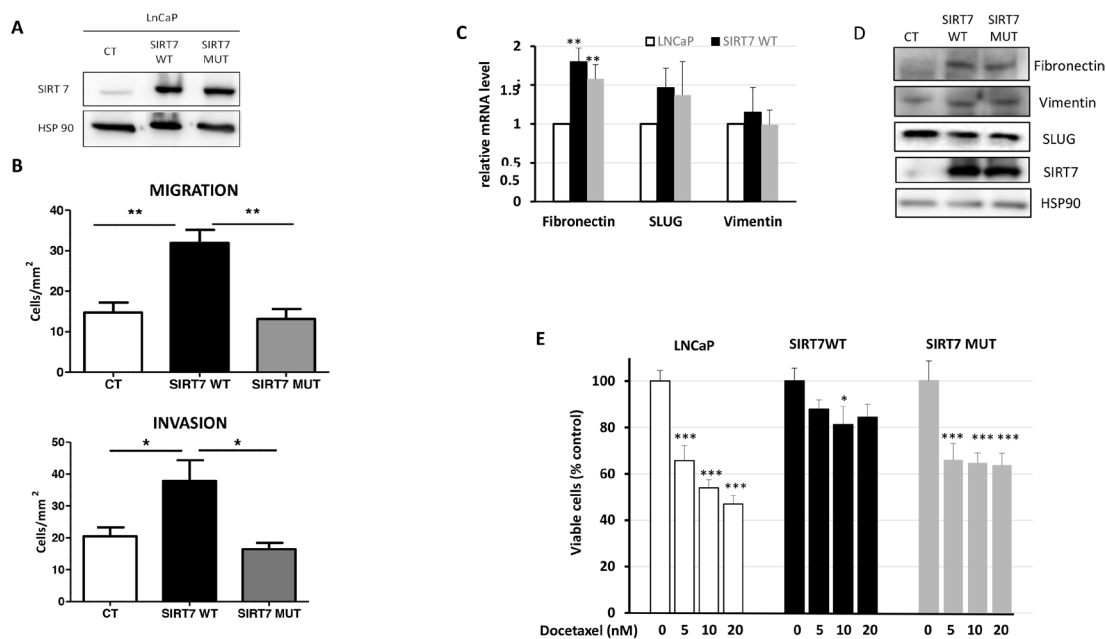 A
LnCaP
CT
SIRT7
WT
SIRT7
MUT
SIRT 7
HSP 90
B
MIGRATION
Cells/mm²
40
30
20
10
0
**
**
CT
SIRT7 WT
SIRT7 MUT
INVASION
Cells/mm²
50
40
30
20
10
0
*
*
CT
SIRT7 WT
SIRT7 MUT
C
LNCaP
SIRT7 WT
relative mRNA level
2
1.5
1
0.5
0
**
**
Fibronectin
SLUG
Vimentin
D
CT
SIRT7
WT
SIRT7
MUT
Fibronectin
Vimentin
SLUG
SIRT7
HSP90
E
LNCaP
SIRT7WT
SIRT7 MUT
Viable cells (% control)
100
80
60
40
20
0
***
***
***
*
***
***
***
Docetaxel (nM)
0 5 10 20
0 5 10 20
0 5 10 20